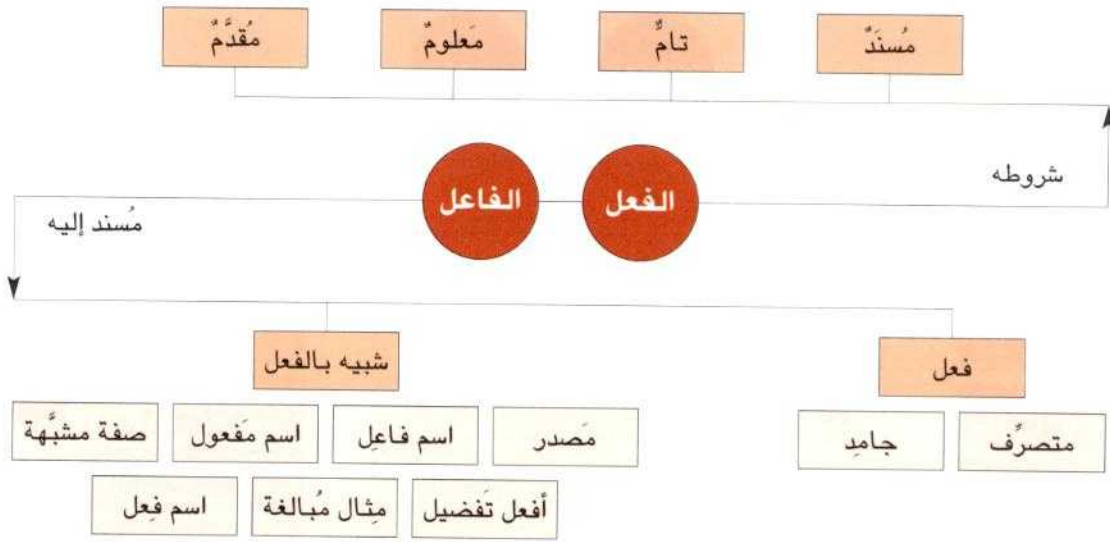 مُسنَدٌ تامٌّ مَعلومٌ مُقدَّمٌ
شروطه
الفعل الفاعل
مُسند إليه
فعل شبيه بالفعل
متصرِّف جامِد مَصدر اسم فاعِل اسم مَفعول صفة مشبَّهة
أفعل تَفضيل مِثال مُبالغة اسم فِعل